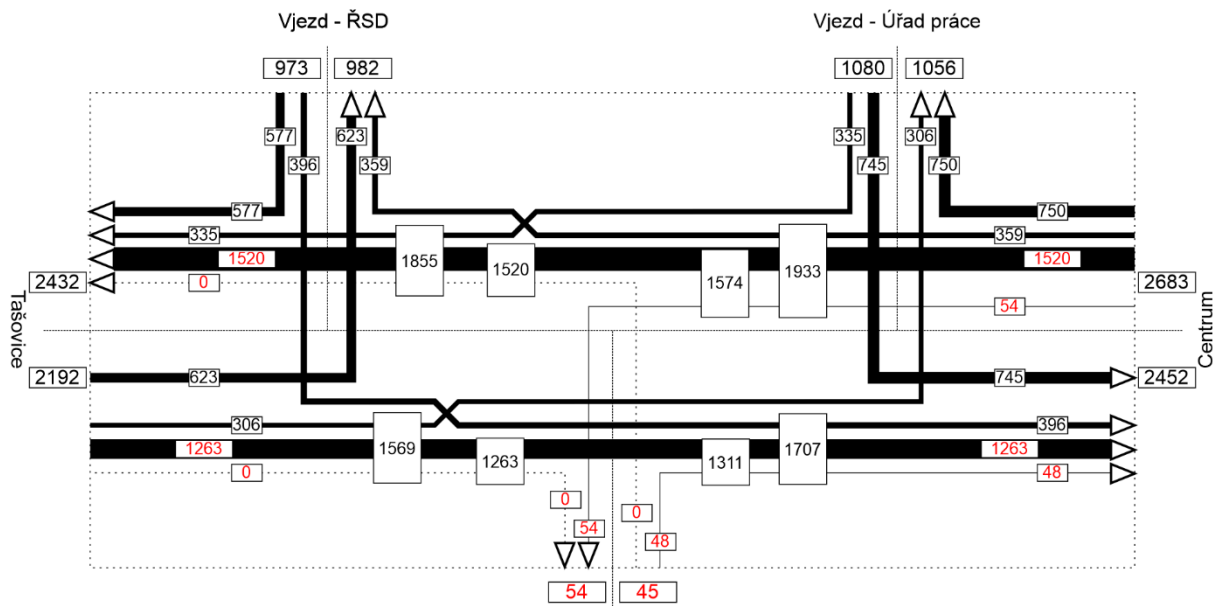 Vjezd - ŘSD
Vjezd - Úřad práce
973 982
1080 1056
577 623 335 306
396 359 745 750
577 750
335 359
1520 1520
1855 1520 1574 1933
0 54
2432 2683
Tašovice Centrum
2192 623 745 2452
306 396
1263 1263
1569 1263 1311 1707
0 48
0 0
54 48
54 45